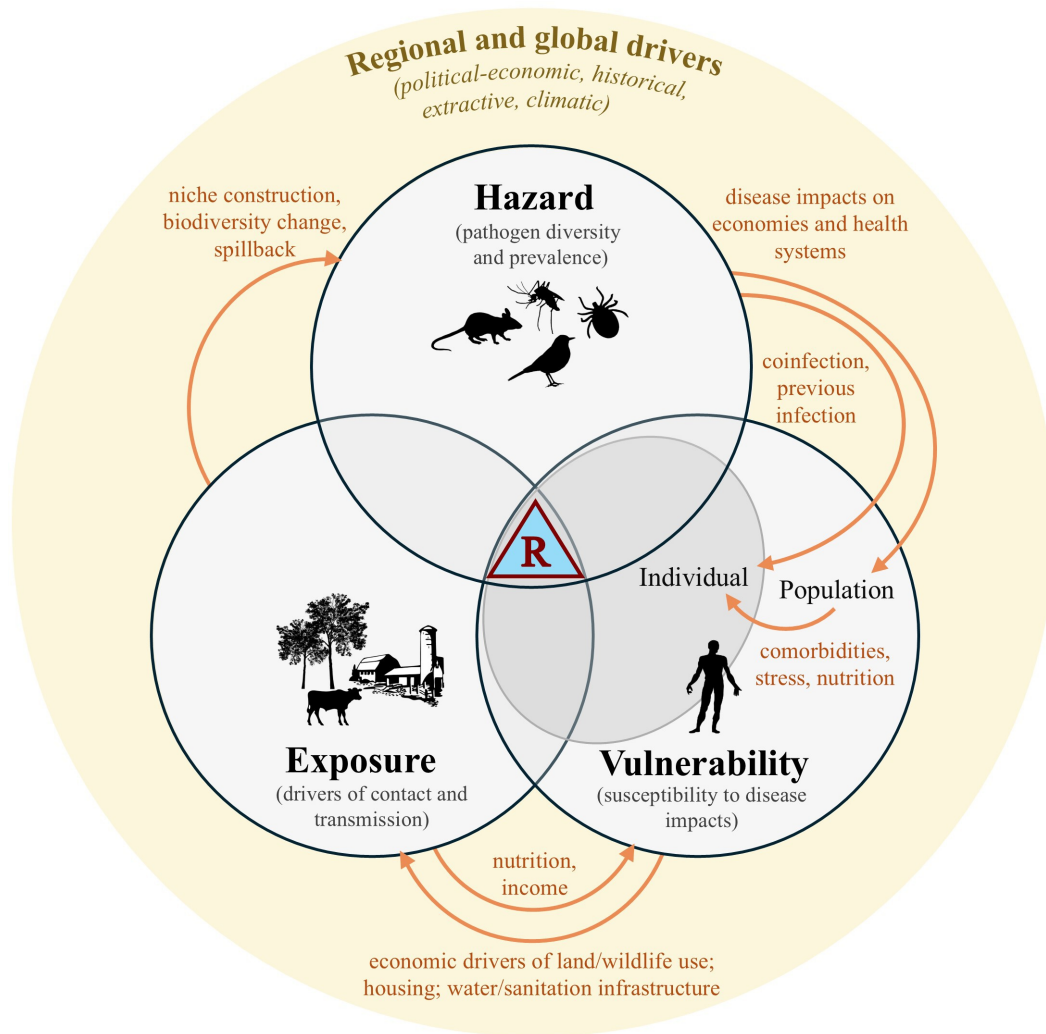 Regional and global drivers
(political-economic, historical,
extractive, climatic)
niche construction,
biodiversity change,
spillback
Hazard
(pathogen diversity
and prevalence)
disease impacts on
economies and health
systems
coinfection,
previous
infection
R
Individual
Population
comorbidities,
stress, nutrition
Exposure
(drivers of contact and
transmission)
Vulnerability
(susceptibility to disease
impacts)
nutrition,
income
economic drivers of land/wildlife use;
housing; water/sanitation infrastructure